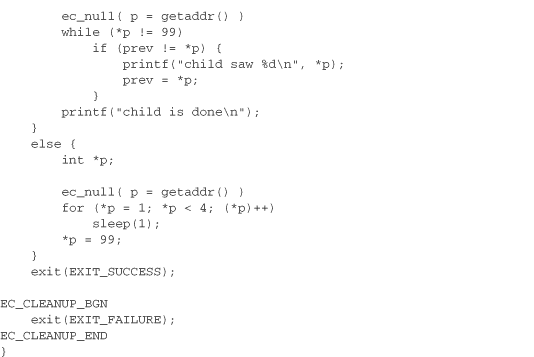 ec_null( p = getaddr() )
        while (*p != 99)
            if (prev != *p) {
                printf("child saw %d\n", *p);
                prev = *p;
            }
        printf("child is done\n");
    }
    else {
        int *p;

        ec_null( p = getaddr() )
        for (*p = 1; *p < 4; (*p)++)
            sleep(1);
        *p = 99;
    }
    exit(EXIT_SUCCESS);

EC_CLEANUP_BGN
    exit(EXIT_FAILURE);
EC_CLEANUP_END
}